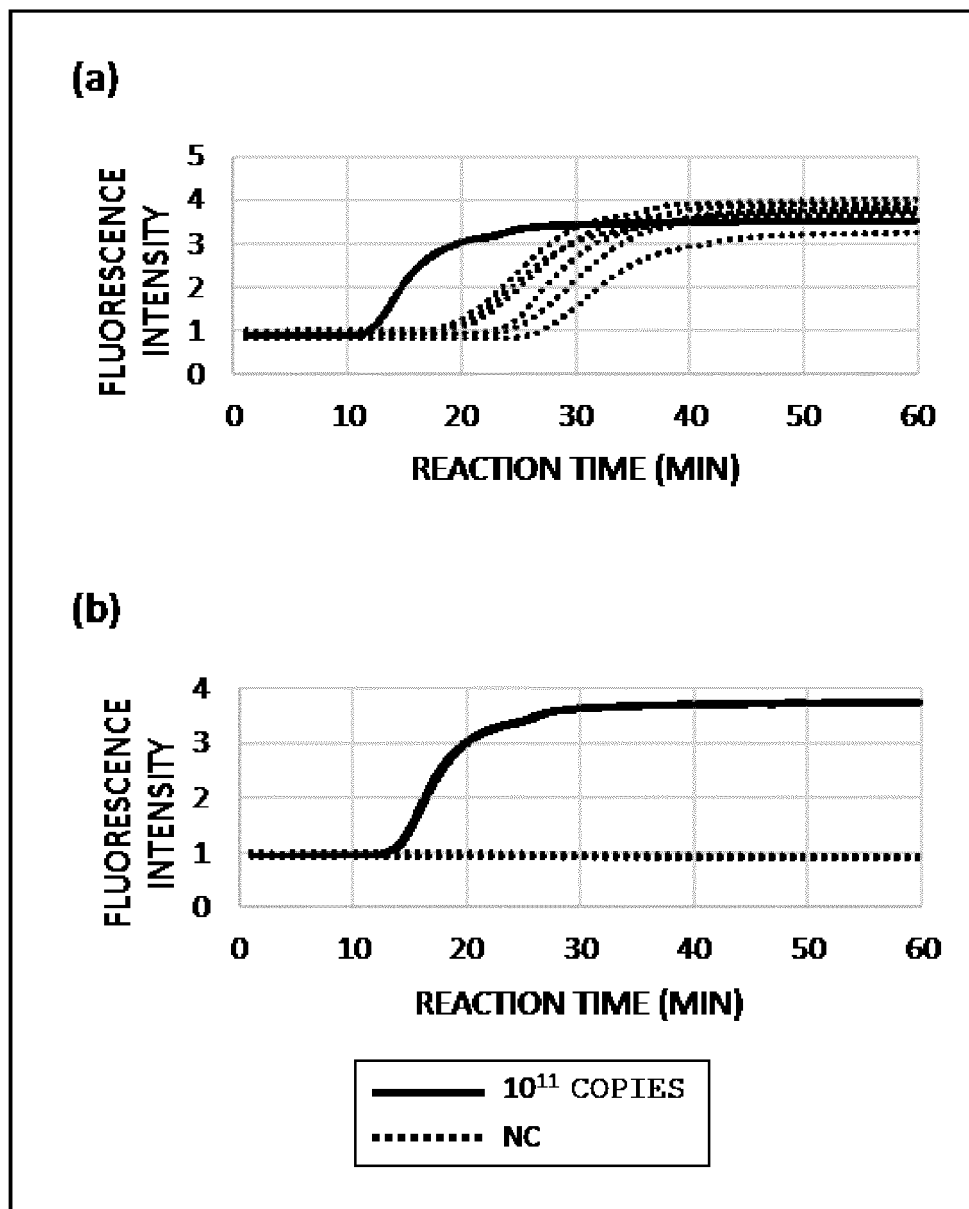 (a)
FLUORESCENCE
INTENSITY
5
4
3
2
1
0
0 10 20 30 40 50 60
REACTION TIME (MIN)
(b)
FLUORESCENCE
INTENSITY
4
3
2
1
0
0 10 20 30 40 50 60
REACTION TIME (MIN)
10¹¹ COPIES
NC